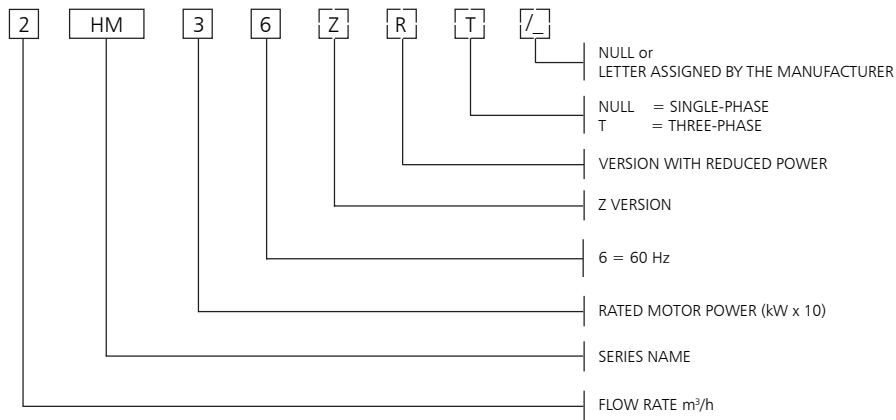 2 HM 3 6 Z R T /_
NULL or
LETTER ASSIGNED BY THE MANUFACTURER
NULL = SINGLE-PHASE
T = THREE-PHASE
VERSION WITH REDUCED POWER
Z VERSION
6 = 60 Hz
RATED MOTOR POWER (kW x 10)
SERIES NAME
FLOW RATE m³/h